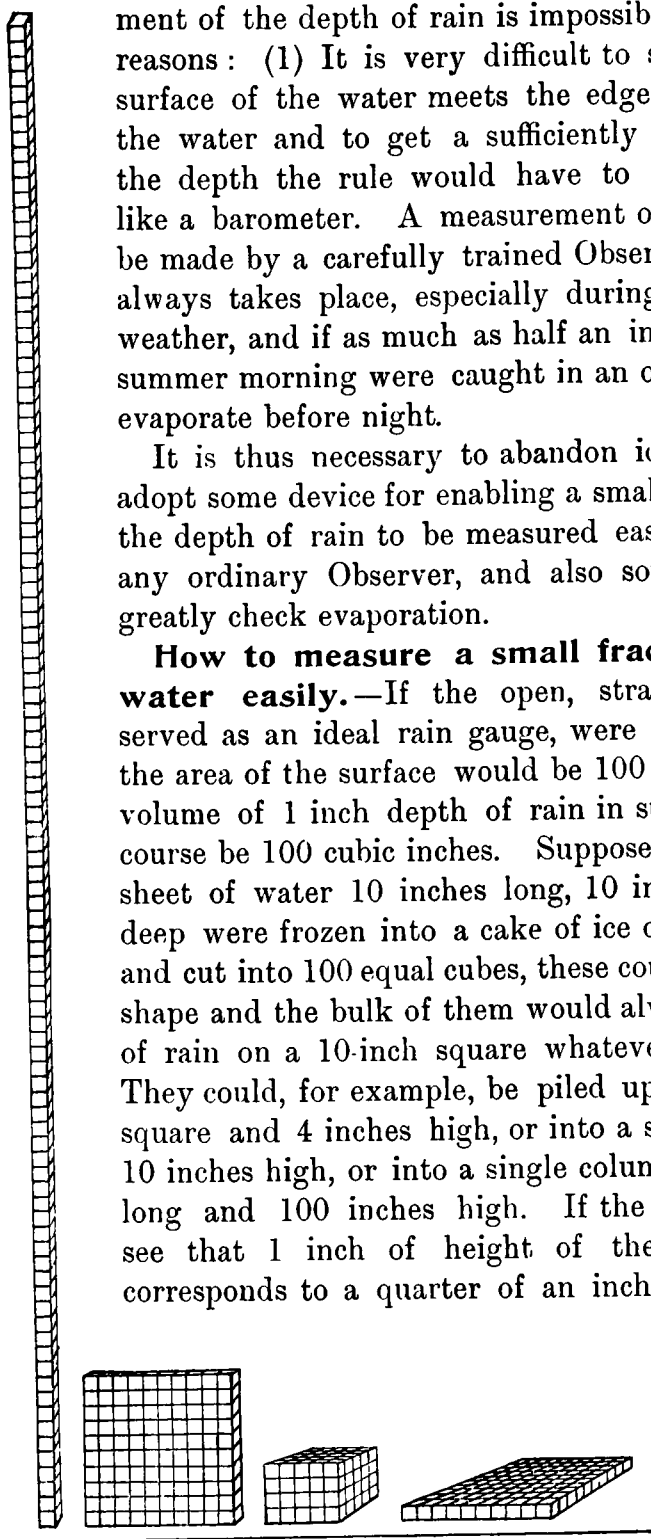 ment of the depth of rain is impossib
reasons : (1) It is very difficult to
surface of the water meets the edge
the water and to get a sufficiently
the depth the rule would have to
like a barometer. A measurement o
be made by a carefully trained Obser
always takes place, especially during
weather, and if as much as half an in
summer morning were caught in an o
evaporate before night.
It is thus necessary to abandon i
adopt some device for enabling a smal
the depth of rain to be measured eas
any ordinary Observer, and also so
greatly check evaporation.
How to measure a small frac
water easily.—If the open, stra
served as an ideal rain gauge, were
the area of the surface would be 100
volume of 1 inch depth of rain in s
course be 100 cubic inches. Suppose
sheet of water 10 inches long, 10 in
deep were frozen into a cake of ice o
and cut into 100 equal cubes, these cou
shape and the bulk of them would al
of rain on a 10-inch square whateve
They could, for example, be piled up
square and 4 inches high, or into a s
10 inches high, or into a single colum
long and 100 inches high. If the
see that 1 inch of height of the
corresponds to a quarter of an inch